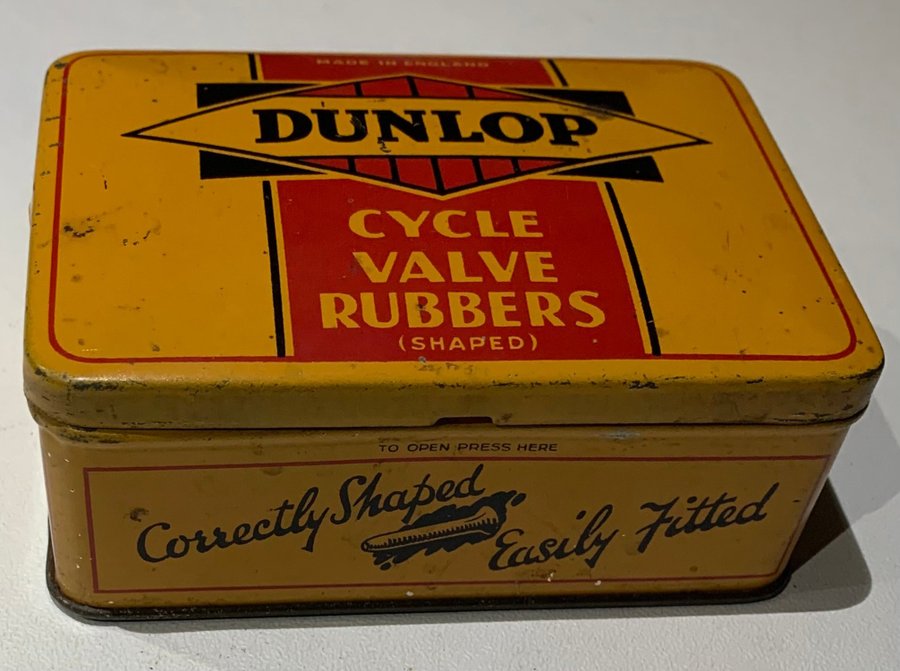 MADE IN ENGLAND
DUNLOP
CYCLE
VALVE
RUBBERS
(SHAPED)
TO OPEN PRESS HERE
Correctly Shaped
Easily Fitted